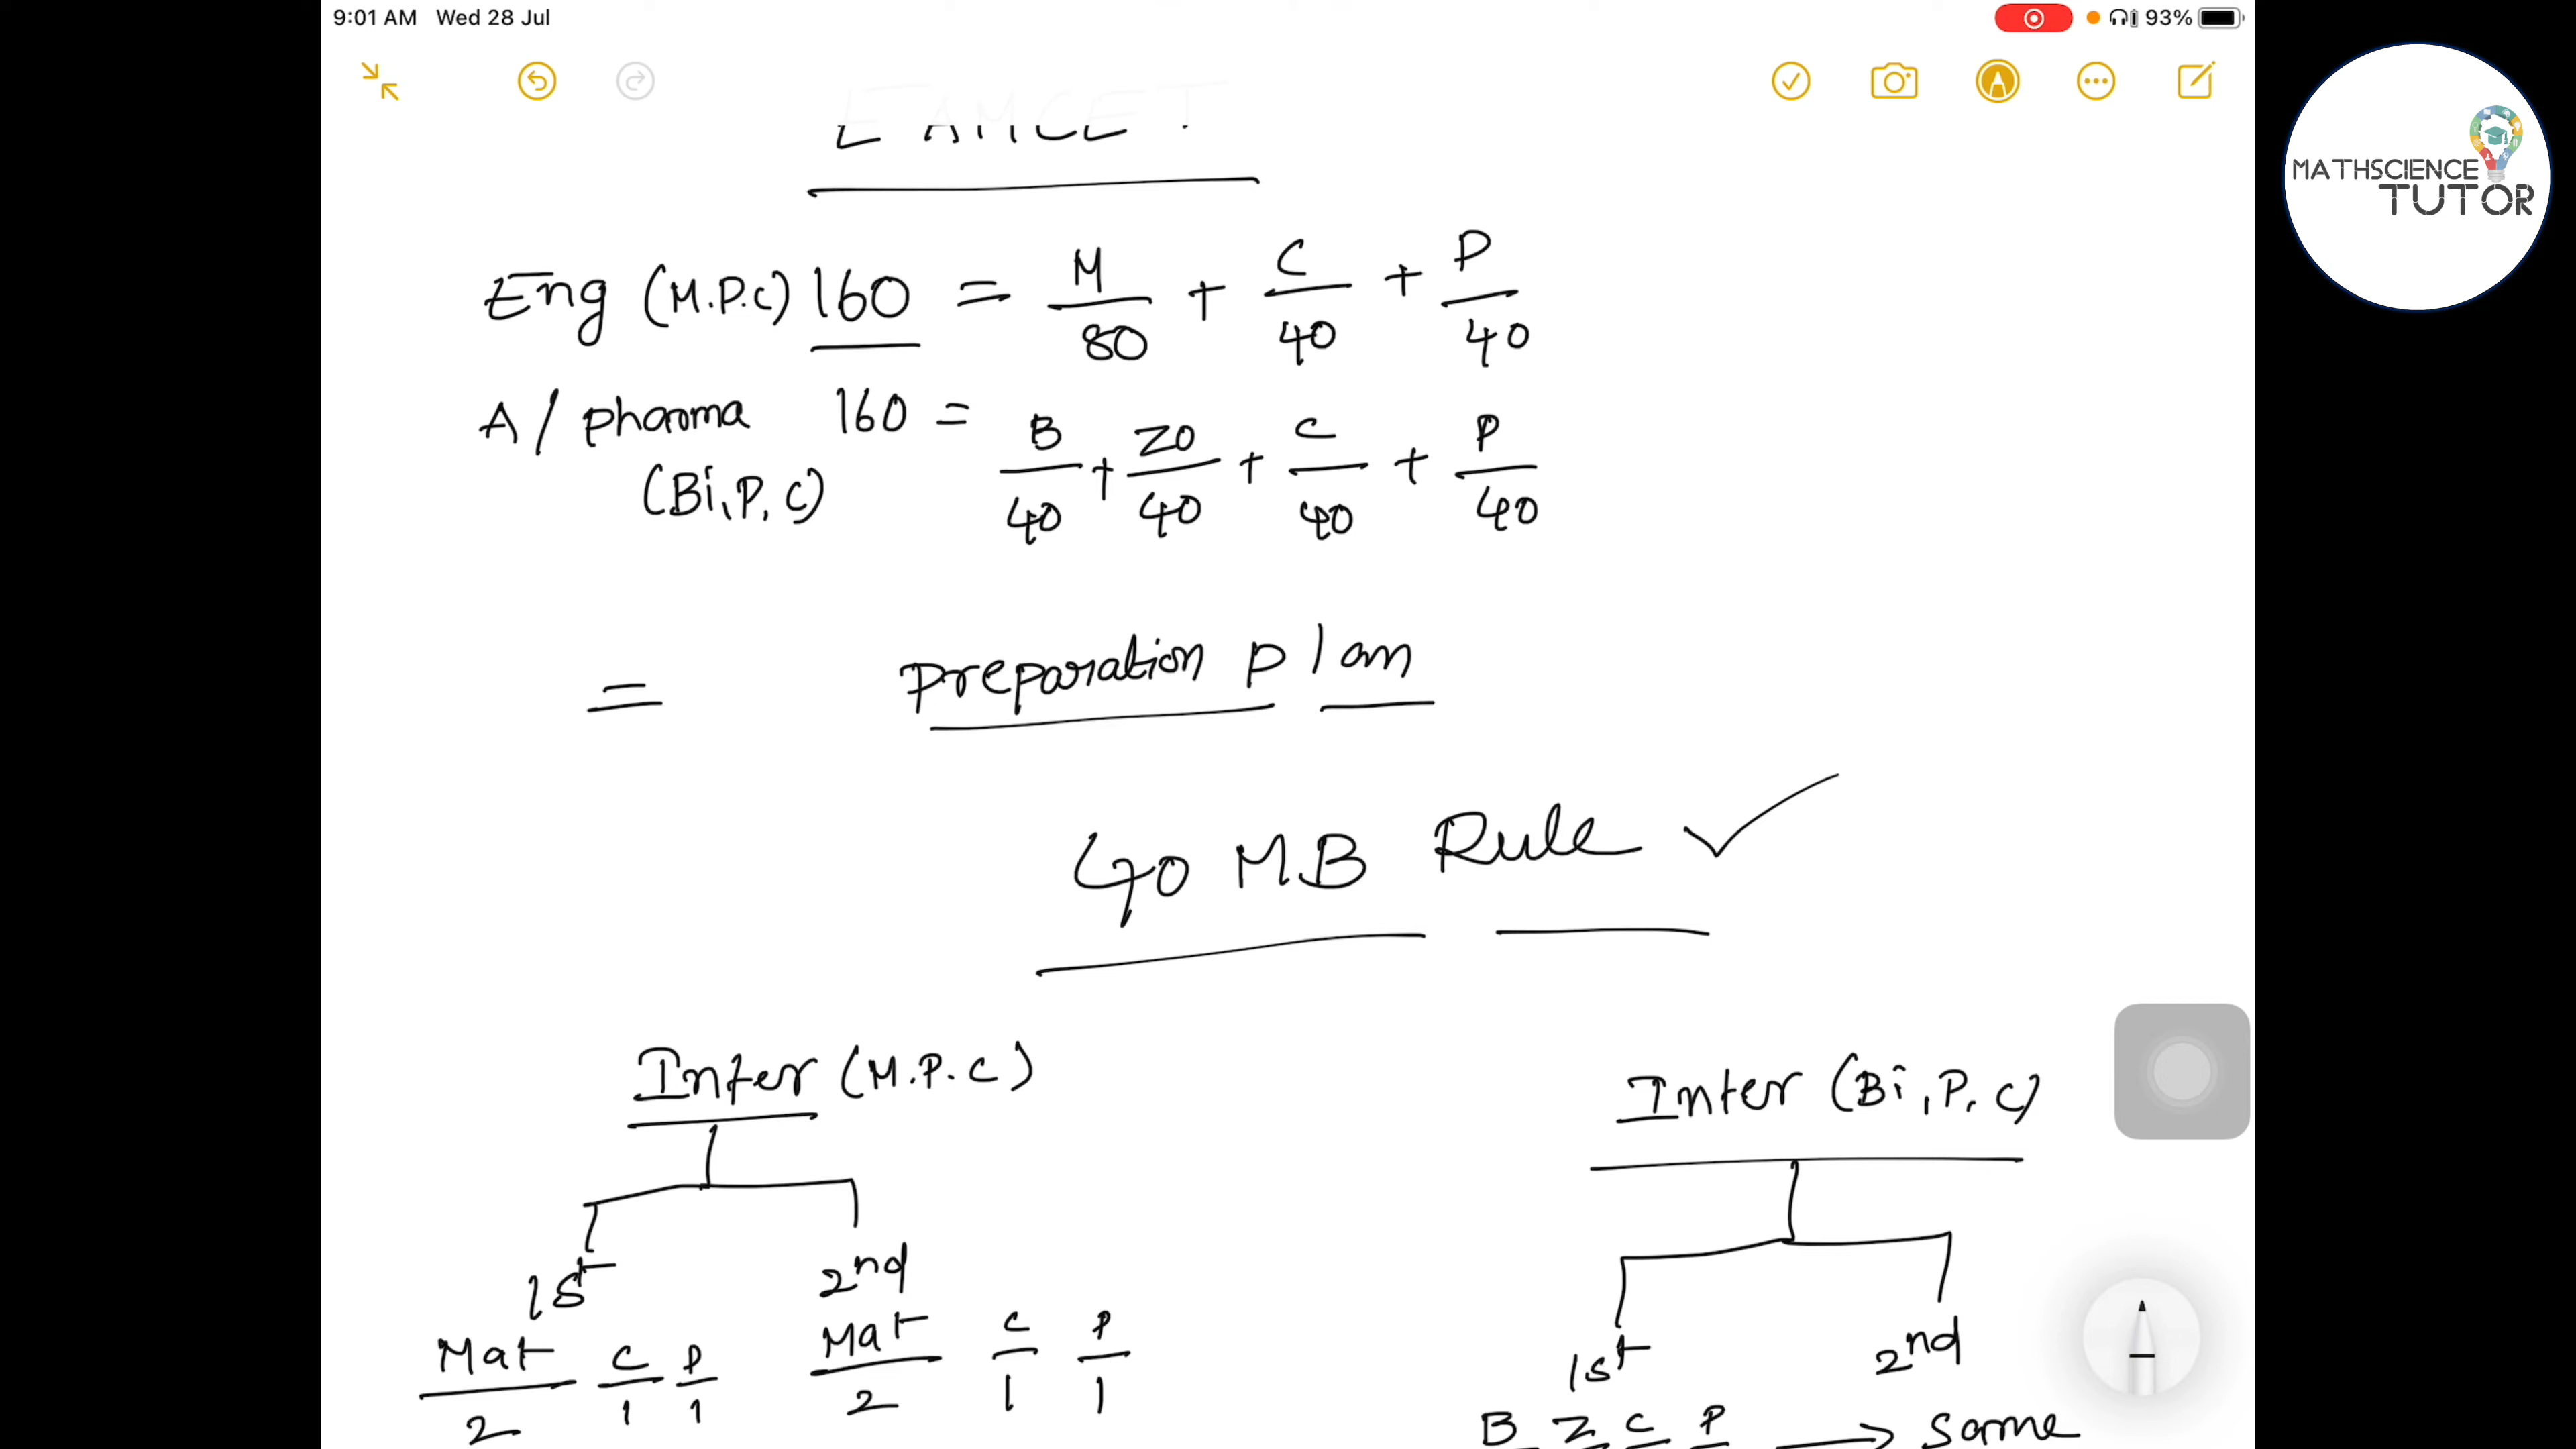 9:01 AM Wed 28 Jul
93%
EAMCET
MATHSCIENCE
TUTOR
Eng (M.P.C) 160 = M/80 + C/40 + P/40
A / pharma 160 = B/40 + ZO/40 + C/40 + P/40
(Bi, P, C)
= preparation plan
40 M.B Rule ✓
Inter (M.P.C)
Inter (Bi, P, C)
1st
2nd
Mat/2 C/1 P/1
Mat/2 C/1 P/1
1st
2nd
B Z C P → Same